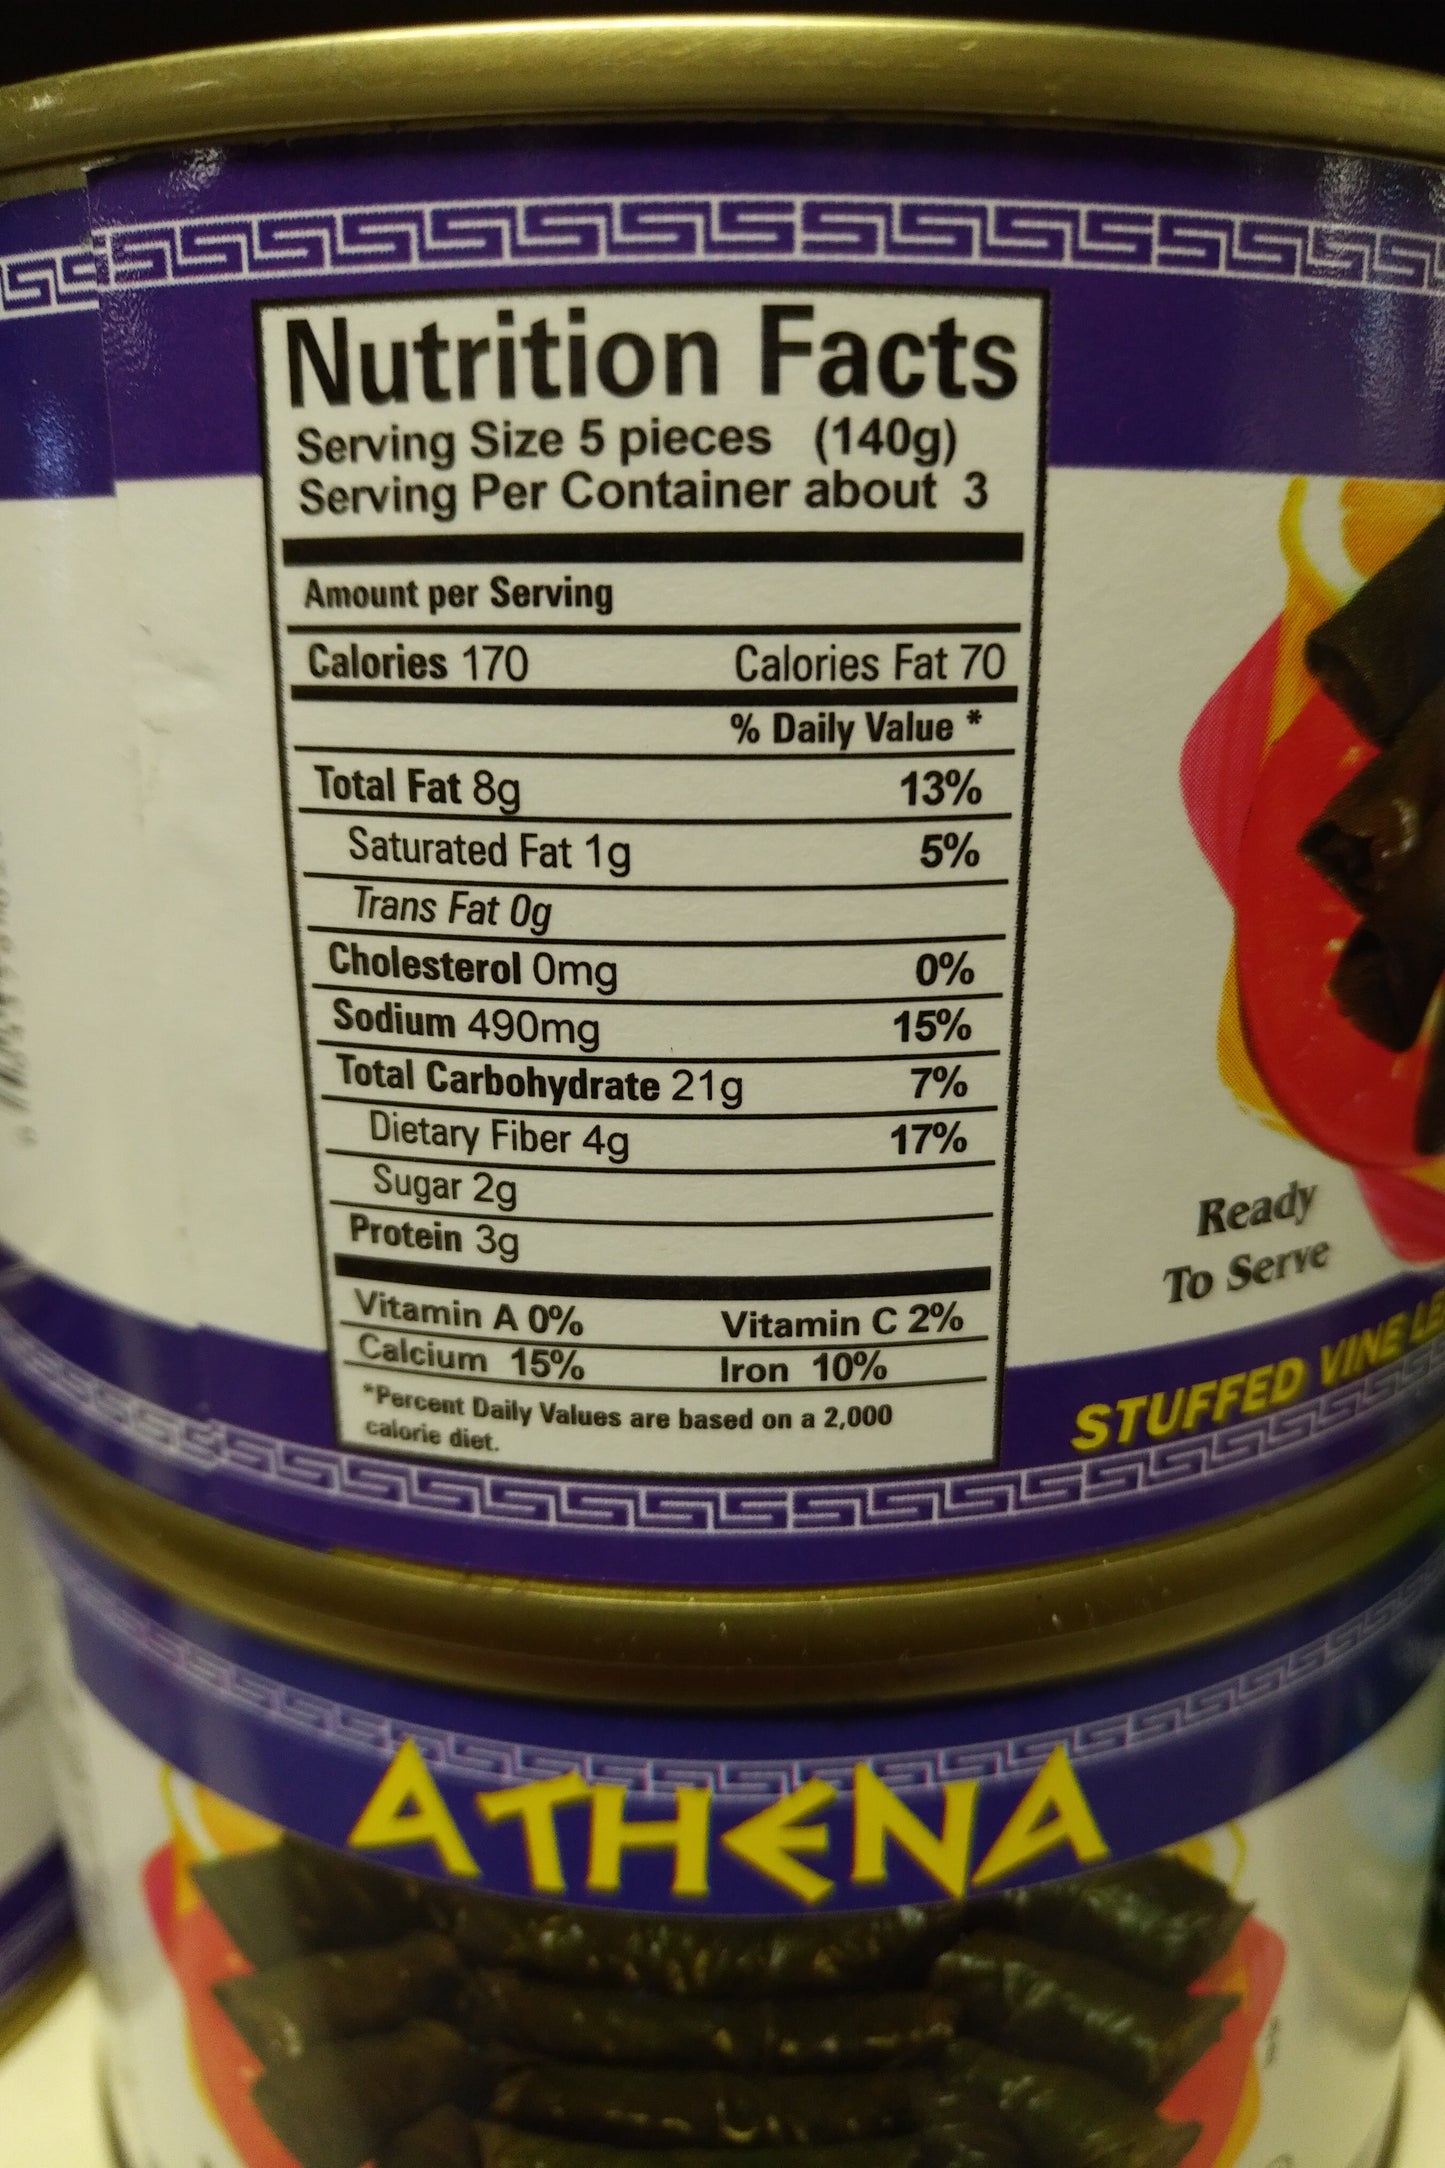 Nutrition Facts
Serving Size 5 pieces (140g)
Serving Per Container about 3
Amount per Serving
Calories 170 Calories Fat 70
% Daily Value *
Total Fat 8g 13%
Saturated Fat 1g 5%
Trans Fat 0g
Cholesterol 0mg 0%
Sodium 490mg 15%
Total Carbohydrate 21g 7%
Dietary Fiber 4g 17%
Sugar 2g
Protein 3g
Vitamin A 0% Vitamin C 2%
Calcium 15% Iron 10%
*Percent Daily Values are based on a 2,000
calorie diet.
Ready
To Serve
STUFFED VINE
ATHENA